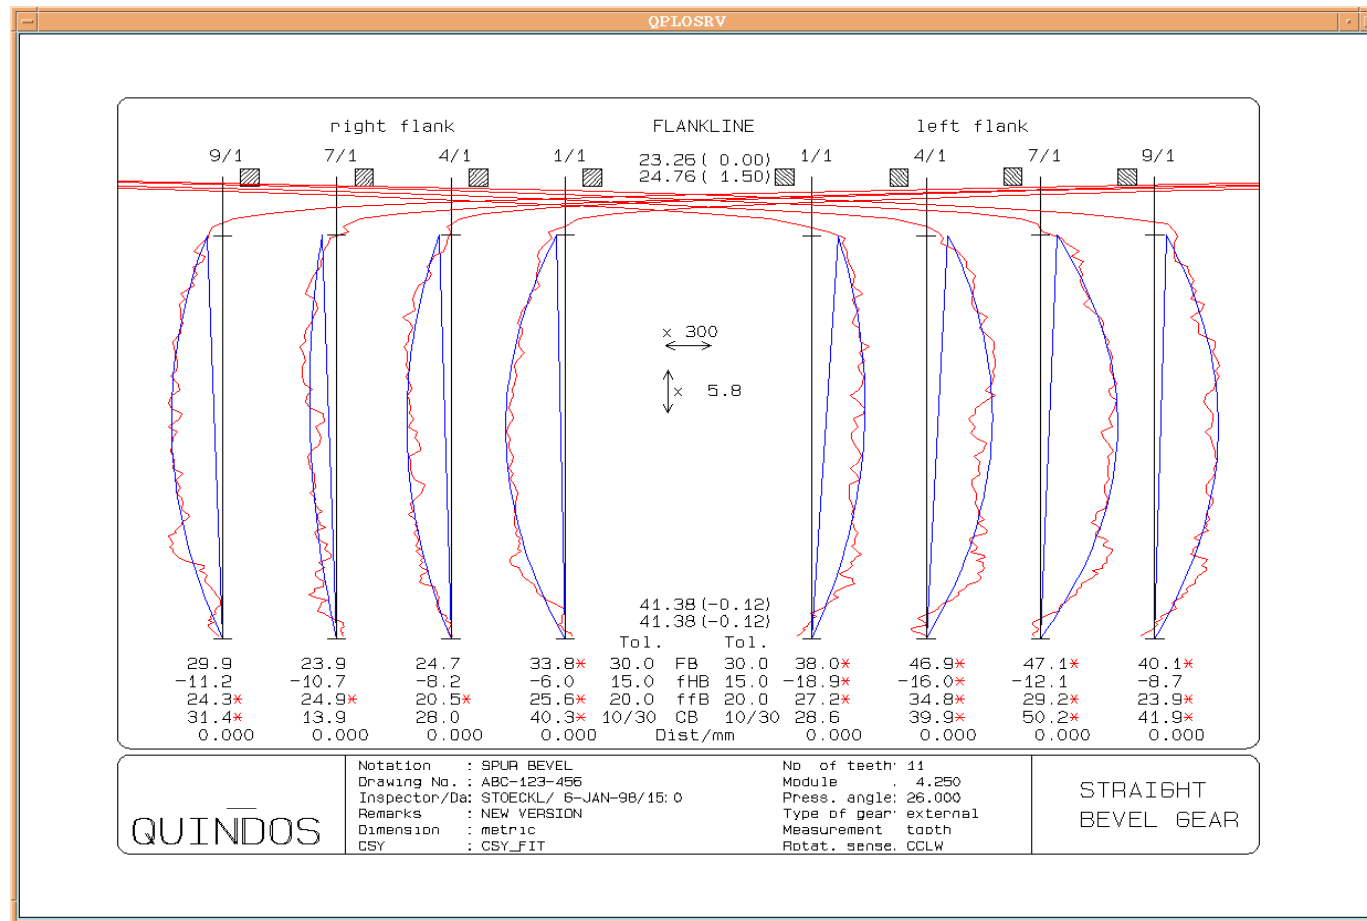 QPLOSRV
right flank FLANKLINE left flank
9/1 7/1 4/1 1/1 23.26( 0.00) 1/1 4/1 7/1 9/1
24.76( 1.50)
x 300
x 5.8
41.38(-0.12)
41.38(-0.12)
Tol. Tol.
29.9 23.9 24.7 33.8* 30.0 FB 30.0 38.0* 46.9* 47.1* 40.1*
-11.2 -10.7 -8.2 -6.0 15.0 fHB 15.0 -18.9* -16.0* -12.1 -8.7
24.3* 24.9* 20.5* 25.6* 20.0 ffB 20.0 27.2* 34.8* 29.2* 23.9*
31.4* 13.9 28.0 40.3* 10/30 CB 10/30 28.6 39.9* 50.2* 41.9*
0.000 0.000 0.000 0.000 Dist/mm 0.000 0.000 0.000 0.000
QUINDOS
Notation : SPUR BEVEL
Drawing No. : ABC-123-456
Inspector/Da: STOECKL/ 6-JAN-98/15: 0
Remarks : NEW VERSION
Dimension : metric
CSY : CSY_FIT
No of teeth: 11
Module . 4.250
Press. angle: 26.000
Type of gear: external
Measurement tooth
Rotat. sense. CCLW
STRAIGHT
BEVEL GEAR